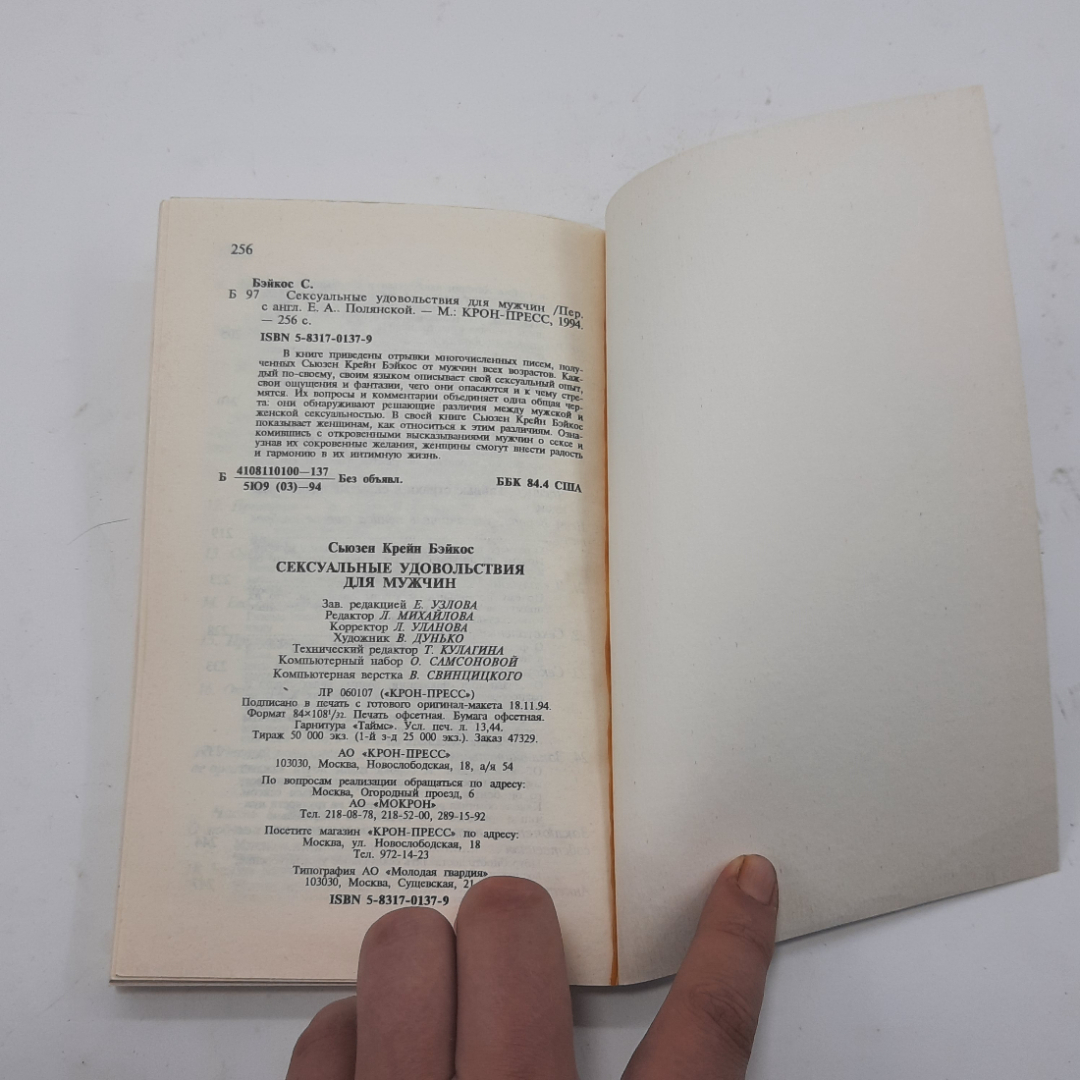 256
Бэйкос С.
Б 97 Сексуальные удовольствия для мужчин /Пер.
с англ. Е. А.. Полянской. — М.: КРОН-ПРЕСС, 1994.
— 256 с.
ISBN 5-8317-0137-9
В книге приведены отрывки многочисленных писем, полу-
ченных Сьюзен Крейн Бэйкос от мужчин всех возрастов. Каж-
дый по-своему, своим языком описывает свой сексуальный опыт,
свои ощущения и фантазии, чего они опасаются и к чему стре-
мятся. Их вопросы и комментарии объединяет одна общая чер-
та: они обнаруживают решающие различия между мужской и
женской сексуальностью. В своей книге Сьюзен Крейн Бэйкос
показывает женщинам, как относиться к этим различиям. Озна-
комившись с откровенными высказываниями мужчин о сексе и
узнав их сокровенные желания, женщины смогут внести радость
и гармонию в их интимную жизнь.
Б 4108110100—137 Без объявл. ББК 84.4 США
5Ю9 (03)—94
Сьюзен Крейн Бэйкос
СЕКСУАЛЬНЫЕ УДОВОЛЬСТВИЯ
ДЛЯ МУЖЧИН
Зав. редакцией Е. УЗЛОВА
Редактор Л. МИХАЙЛОВА
Корректор Л. УЛАНОВА
Художник В. ДУНЬКО
Технический редактор Т. КУЛАГИНА
Компьютерный набор О. САМСОНОВОЙ
Компьютерная верстка В. СВИНЦИЦКОГО
ЛР 060107 («КРОН-ПРЕСС»)
Подписано в печать с готового оригинал-макета 18.11.94.
Формат 84×108¹/₃₂. Печать офсетная. Бумага офсетная.
Гарнитура «Таймс». Усл. печ. л. 13,44.
Тираж 50 000 экз. (1-й з-д 25 000 экз.). Заказ 47329.
АО «КРОН-ПРЕСС»
103030, Москва, Новослободская, 18, а/я 54
По вопросам реализации обращаться по адресу:
Москва, Огородный проезд, 6
АО «МОКРОН»
Тел. 218-08-78, 218-52-00, 289-15-92
Посетите магазин «КРОН-ПРЕСС» по адресу:
Москва, ул. Новослободская, 18
Тел. 972-14-23
Типография АО «Молодая гвардия»
103030, Москва, Сущевская, 21
ISBN 5-8317-0137-9